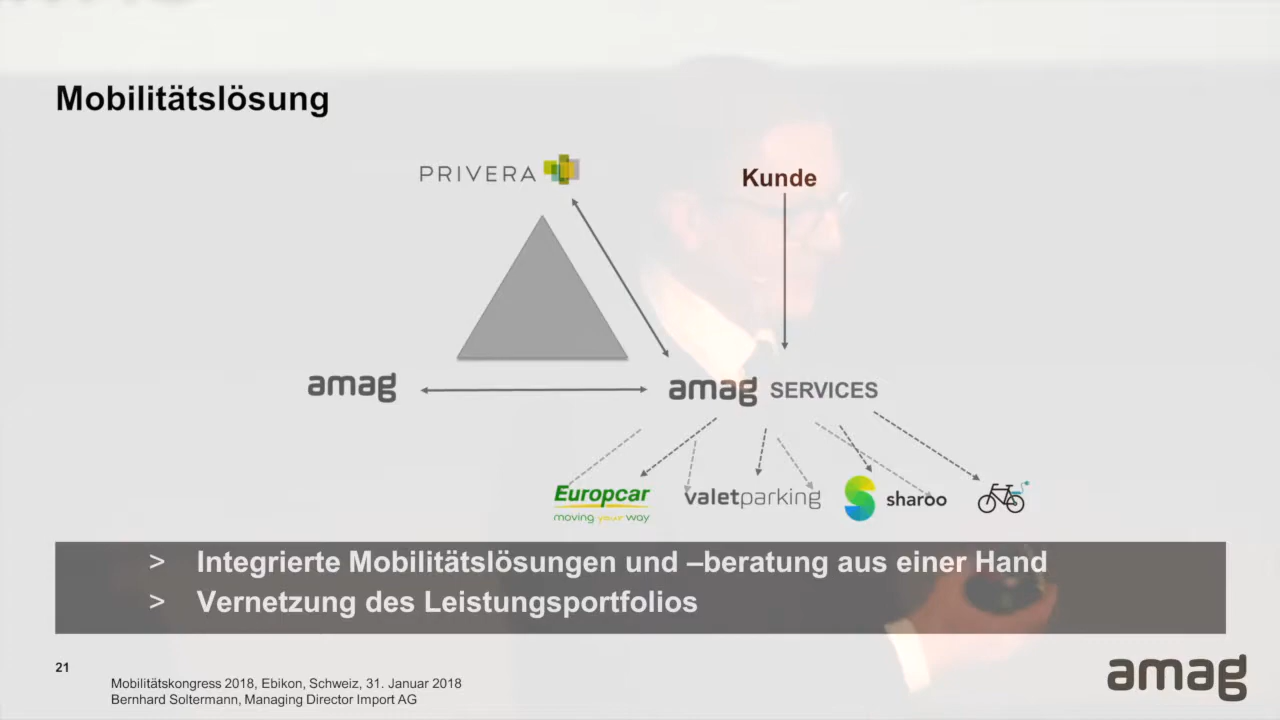 Mobilitätslösung
PRIVERA
Kunde
amag
amag SERVICES
Europcar
moving your way
valetparking
sharoo
> Integrierte Mobilitätslösungen und –beratung aus einer Hand
> Vernetzung des Leistungsportfolios
21
Mobilitätskongress 2018, Ebikon, Schweiz, 31. Januar 2018
Bernhard Soltermann, Managing Director Import AG
amag